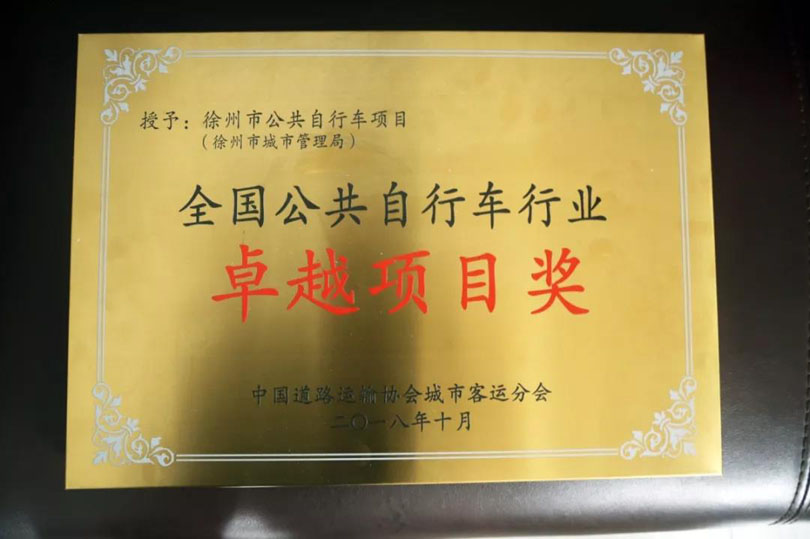 授予：徐州市公共自行车项目
（徐州市城市管理局）
全国公共自行车行业
卓越项目奖
中国道路运输协会城市客运分会
二〇一八年十月